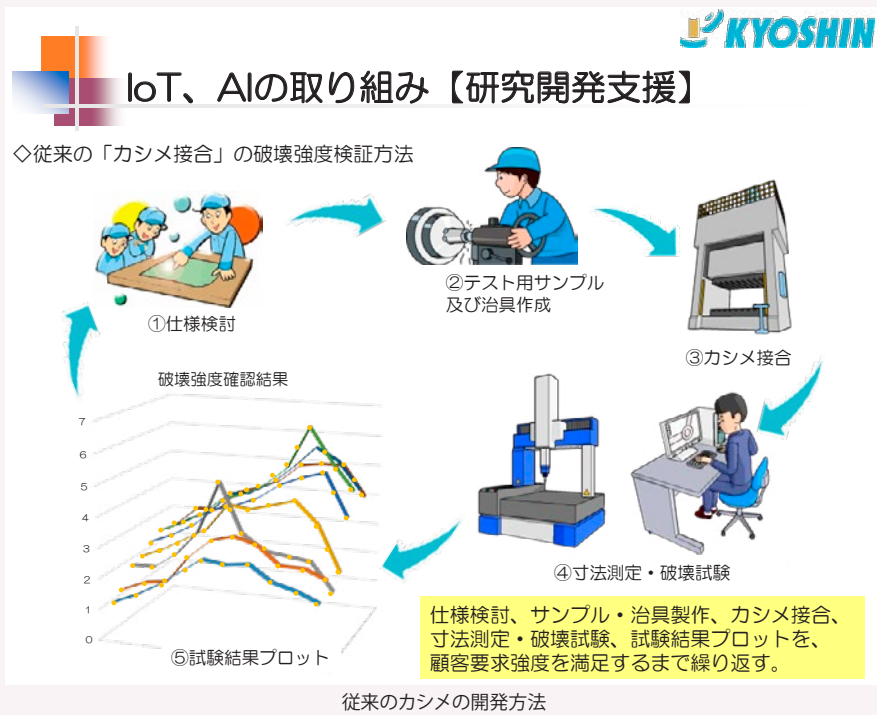 KYOSHIN
IoT、AIの取り組み【研究開発支援】
◇従来の「カシメ接合」の破壊強度検証方法
①仕様検討
②テスト用サンプル
及び治具作成
③カシメ接合
④寸法測定・破壊試験
破壊強度確認結果
7
6
5
4
3
2
1
0
⑤試験結果プロット
仕様検討、サンプル・治具製作、カシメ接合、
寸法測定・破壊試験、試験結果プロットを、
顧客要求強度を満足するまで繰り返す。
従来のカシメの開発方法